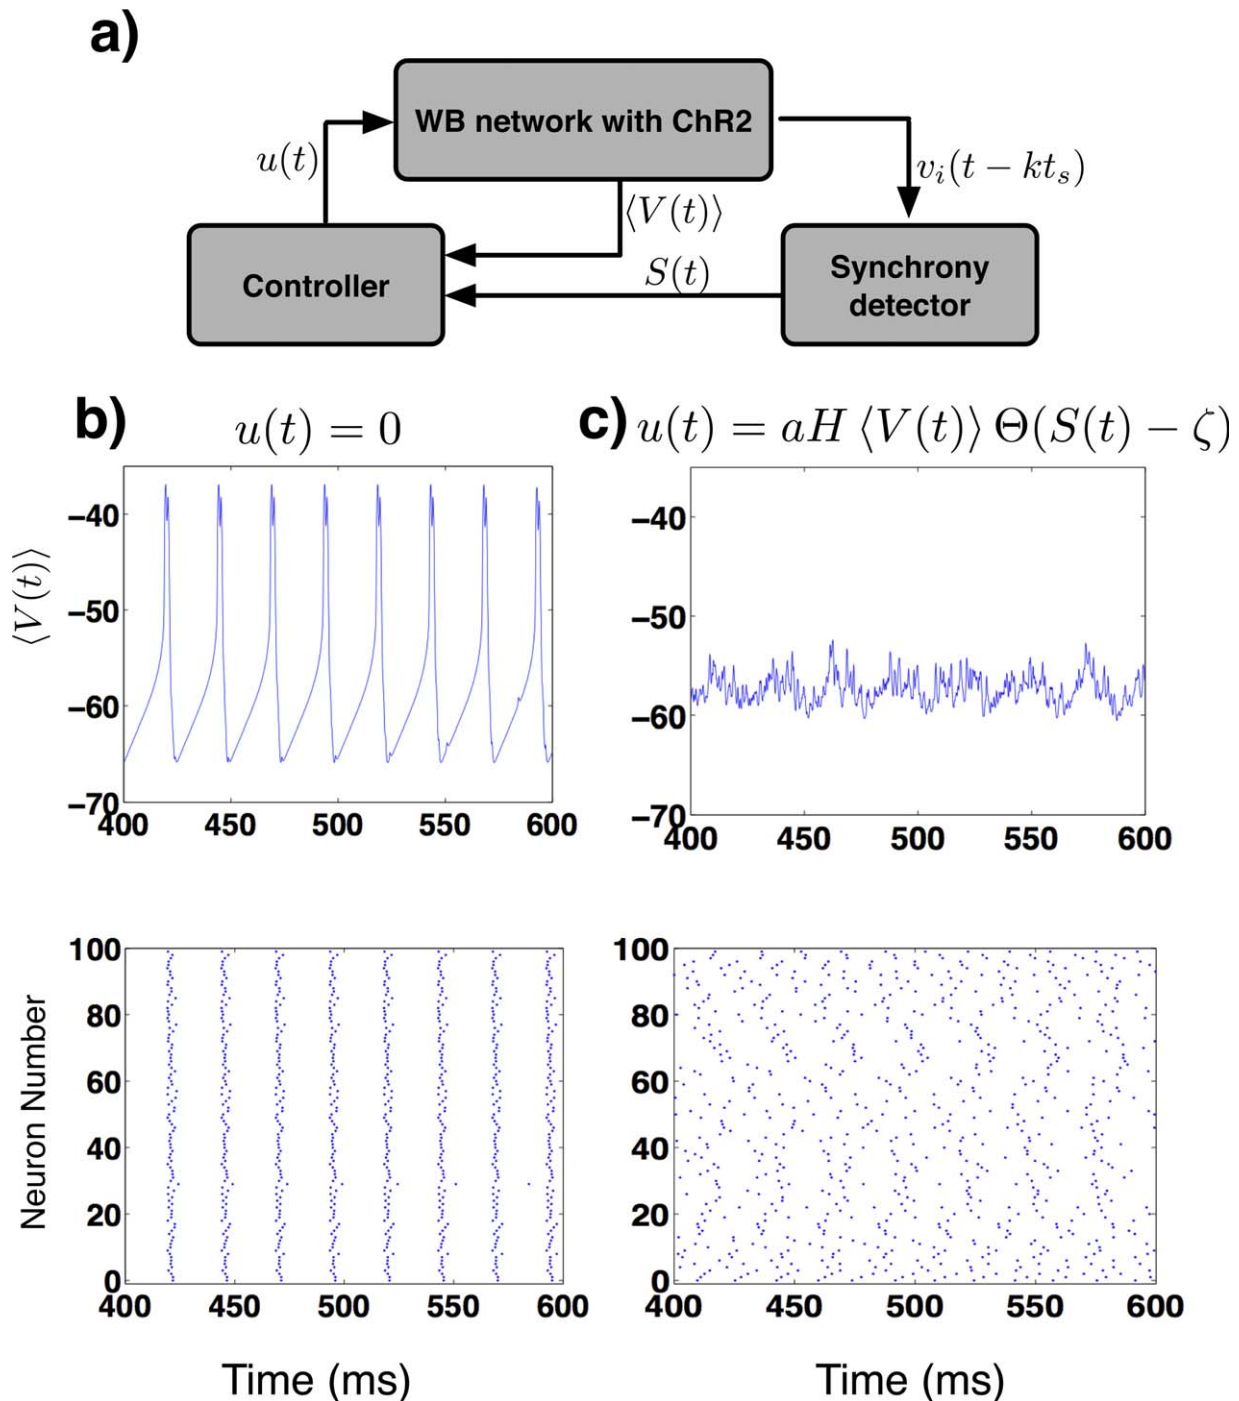 a)
WB network with ChR2
u(t)
v_i(t − kt_s)
⟨V(t)⟩
S(t)
Controller
Synchrony
detector
b)
u(t) = 0
c) u(t) = aH ⟨V(t)⟩ Θ(S(t) − ζ)
⟨V(t)⟩
−40
−50
−60
−70
400 450 500 550 600
−40
−50
−60
−70
400 450 500 550 600
Neuron Number
100
80
60
40
20
0
400 450 500 550 600
Time (ms)
100
80
60
40
20
0
400 450 500 550 600
Time (ms)